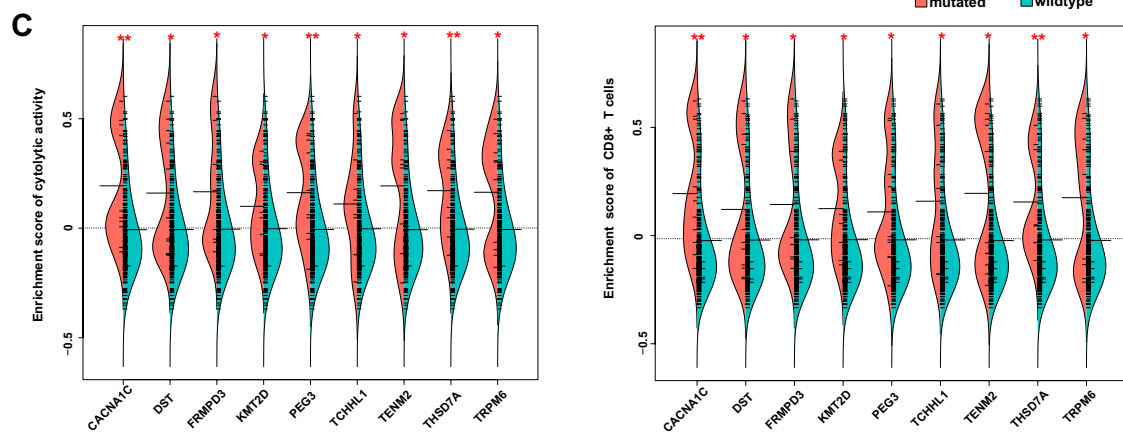 C
mutated wildtype
Enrichment score of cytolytic activity
0.5
0
−0.5
** * * * ** * * ** *
CACNA1C DST FRMPD3 KMT2D PEG3 TCHHL1 TENM2 THSD7A TRPM6
Enrichment score of CD8+ T cells
0.5
0
−0.5
** * * * * * * ** *
CACNA1C DST FRMPD3 KMT2D PEG3 TCHHL1 TENM2 THSD7A TRPM6